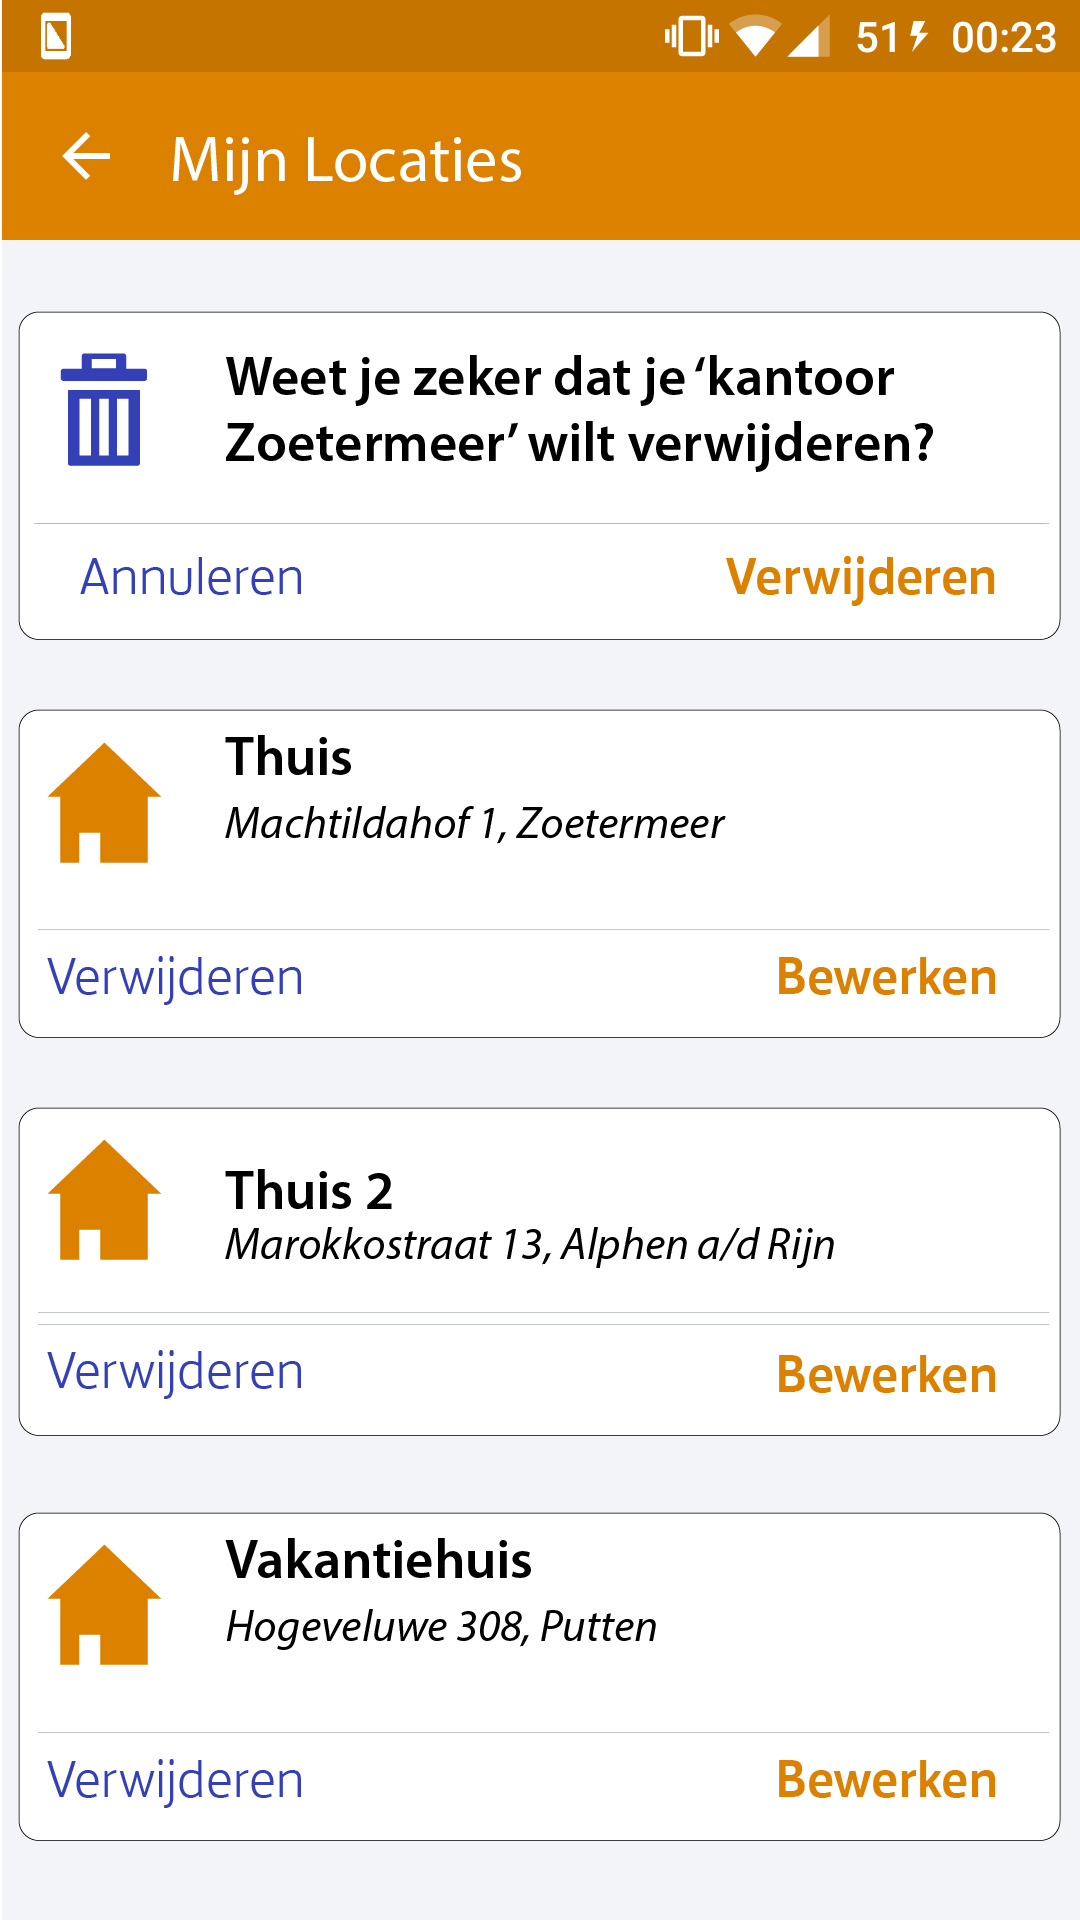 51 00:23
Mijn Locaties
Weet je zeker dat je ‘kantoor
Zoetermeer’ wilt verwijderen?
Annuleren Verwijderen
Thuis
Machtildahof 1, Zoetermeer
Verwijderen Bewerken
Thuis 2
Marokkostraat 13, Alphen a/d Rijn
Verwijderen Bewerken
Vakantiehuis
Hogeveluwe 308, Putten
Verwijderen Bewerken